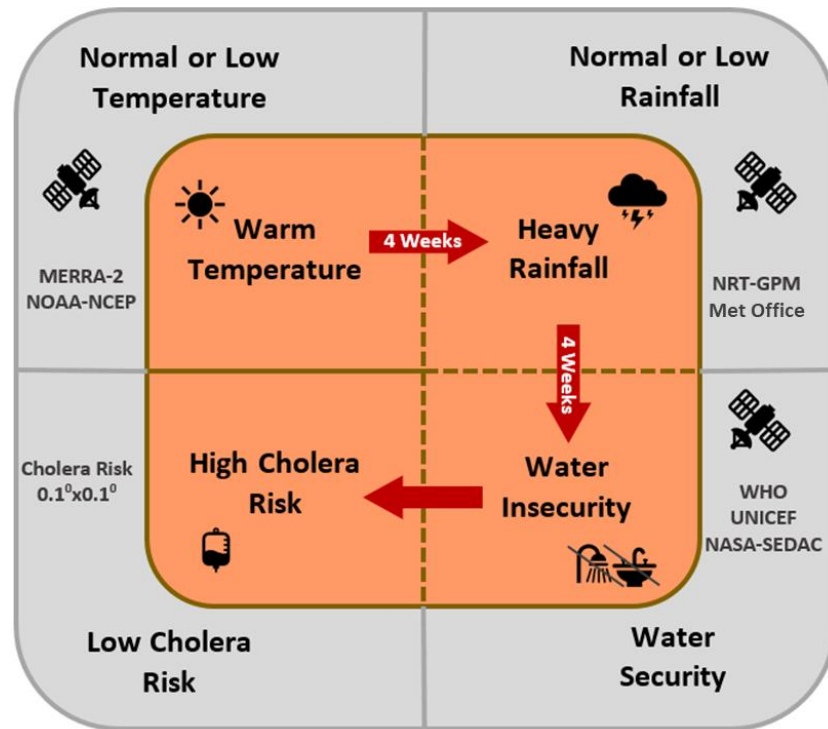 Normal or Low
Temperature
Normal or Low
Rainfall
Warm
Temperature
4 Weeks
Heavy
Rainfall
MERRA-2
NOAA-NCEP
NRT-GPM
Met Office
4 Weeks
Cholera Risk
0.1⁰x0.1⁰
High Cholera
Risk
Water
Insecurity
WHO
UNICEF
NASA-SEDAC
Low Cholera
Risk
Water
Security